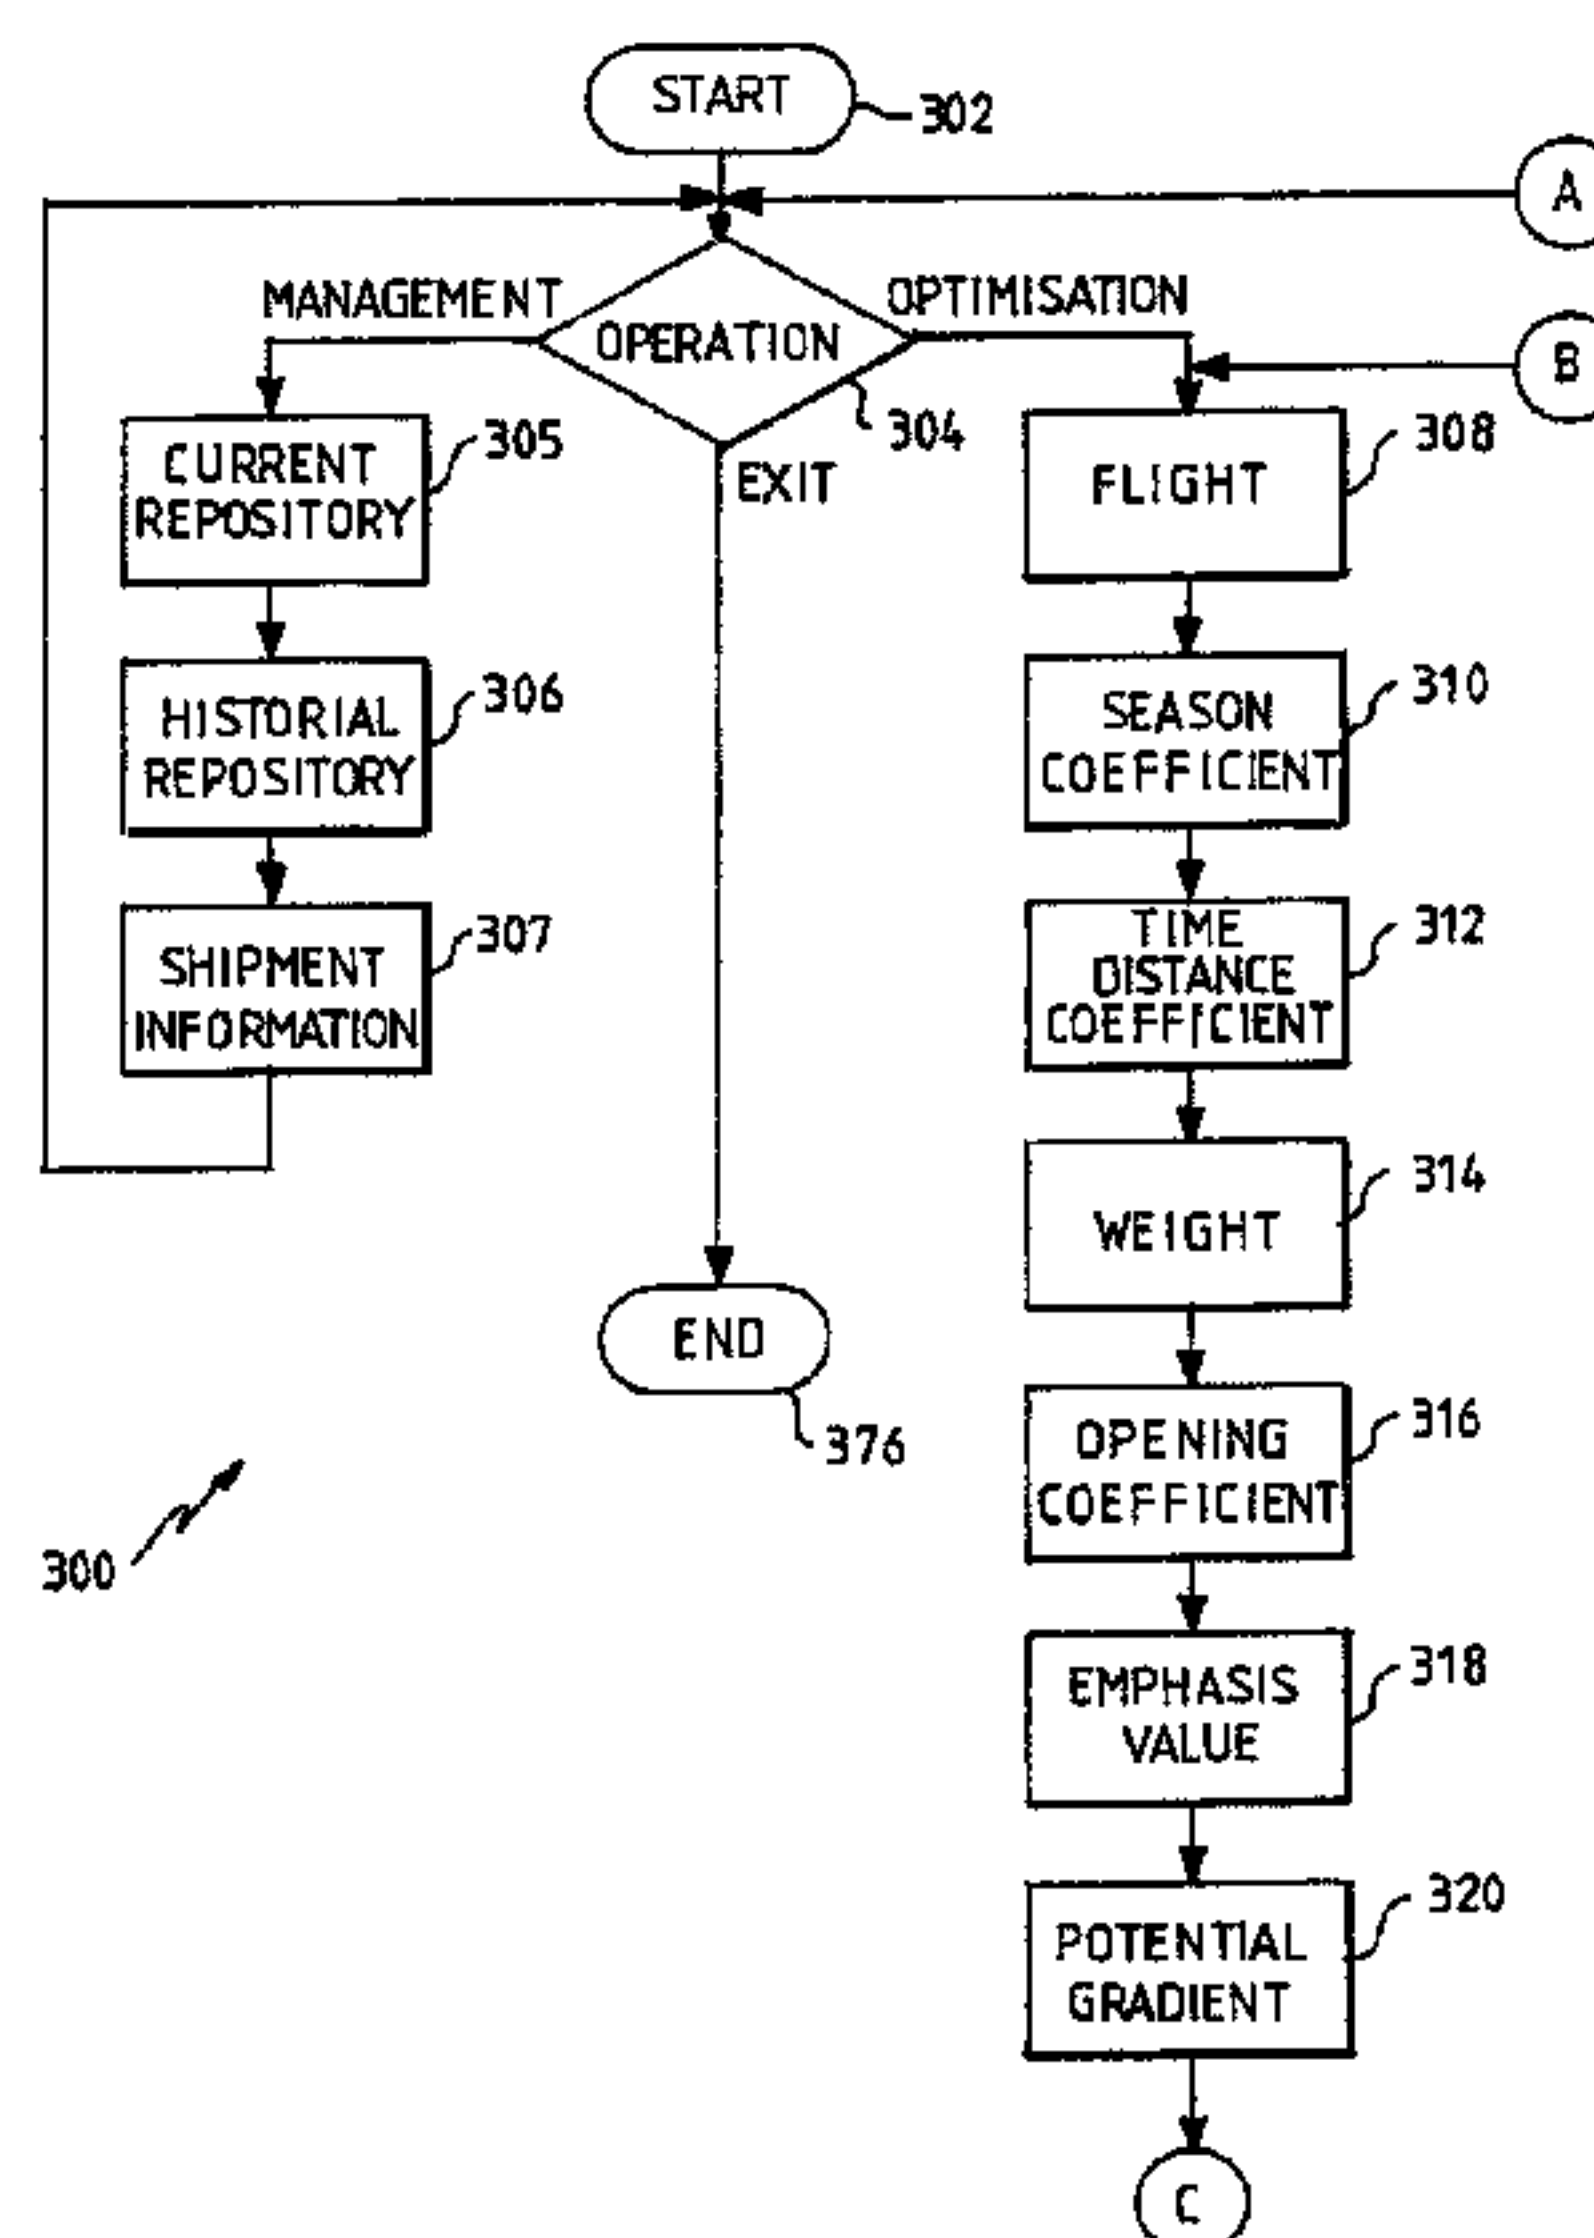 START
302
A
MANAGEMENT
OPTIMISATION
OPERATION
304
B
EXIT
CURRENT
REPOSITORY
305
HISTORIAL
REPOSITORY
306
SHIPMENT
INFORMATION
307
END
376
300
FLIGHT
308
SEASON
COEFFICIENT
310
TIME
DISTANCE
COEFFICIENT
312
WEIGHT
314
OPENING
COEFFICIENT
316
EMPHASIS
VALUE
318
POTENTIAL
GRADIENT
320
C